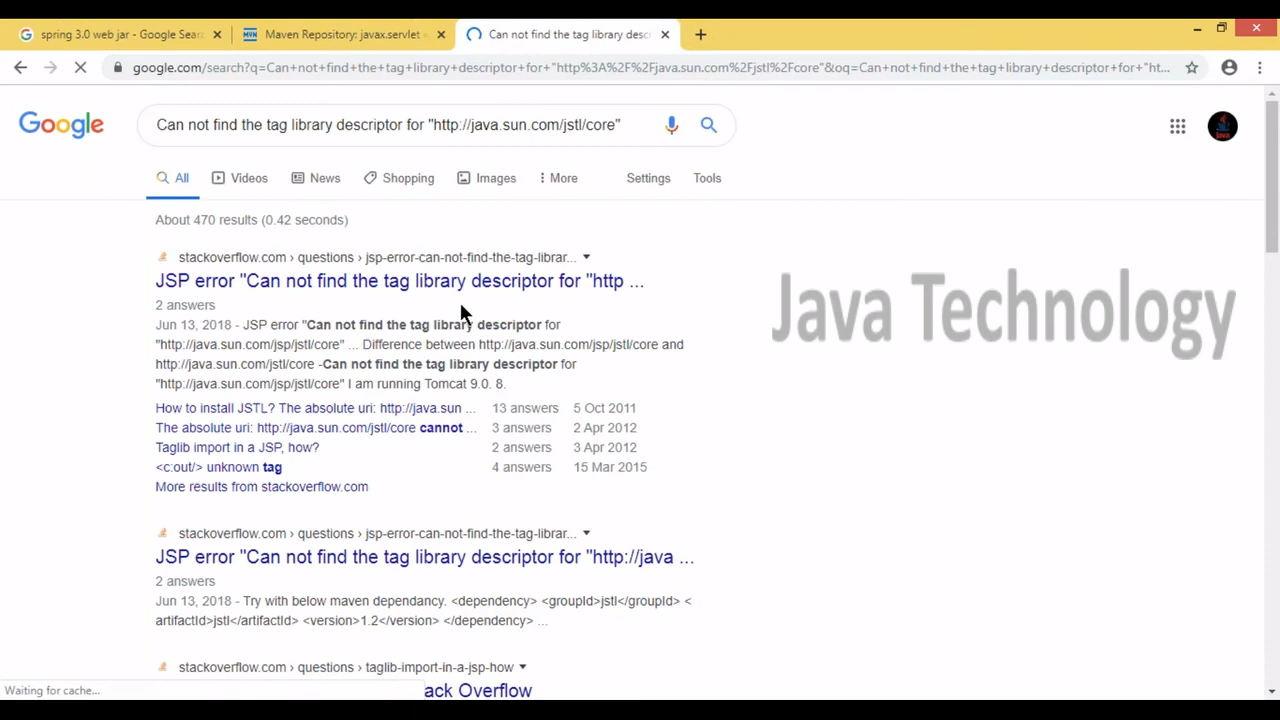 spring 3.0 web jar - Google Searc
Maven Repository: javax.servlet »
Can not find the tag library desc
google.com/search?q=Can+not+find+the+tag+library+descriptor+for+"http%3A%2F%2Fjava.sun.com%2Fjstl%2Fcore"&oq=Can+not+find+the+tag+library+descriptor+for+"ht...
Google
Can not find the tag library descriptor for "http://java.sun.com/jstl/core"
All Videos News Shopping Images More Settings Tools
About 470 results (0.42 seconds)
stackoverflow.com › questions › jsp-error-can-not-find-the-tag-librar...
JSP error "Can not find the tag library descriptor for "http ...
2 answers
Jun 13, 2018 - JSP error "Can not find the tag library descriptor for
"http://java.sun.com/jsp/jstl/core" ... Difference between http://java.sun.com/jsp/jstl/core and
http://java.sun.com/jstl/core -Can not find the tag library descriptor for
"http://java.sun.com/jsp/jstl/core" I am running Tomcat 9.0. 8.
How to install JSTL? The absolute uri: http://java.sun ... 13 answers 5 Oct 2011
The absolute uri: http://java.sun.com/jstl/core cannot ... 3 answers 2 Apr 2012
Taglib import in a JSP, how? 2 answers 3 Apr 2012
<c:out/> unknown tag 4 answers 15 Mar 2015
More results from stackoverflow.com
stackoverflow.com › questions › jsp-error-can-not-find-the-tag-librar...
JSP error "Can not find the tag library descriptor for "http://java ...
2 answers
Jun 13, 2018 - Try with below maven dependancy. <dependency> <groupId>jstl</groupId> <
artifactId>jstl</artifactId> <version>1.2</version> </dependency> ...
stackoverflow.com › questions › taglib-import-in-a-jsp-how
ack Overflow
Waiting for cache...
Java Technology